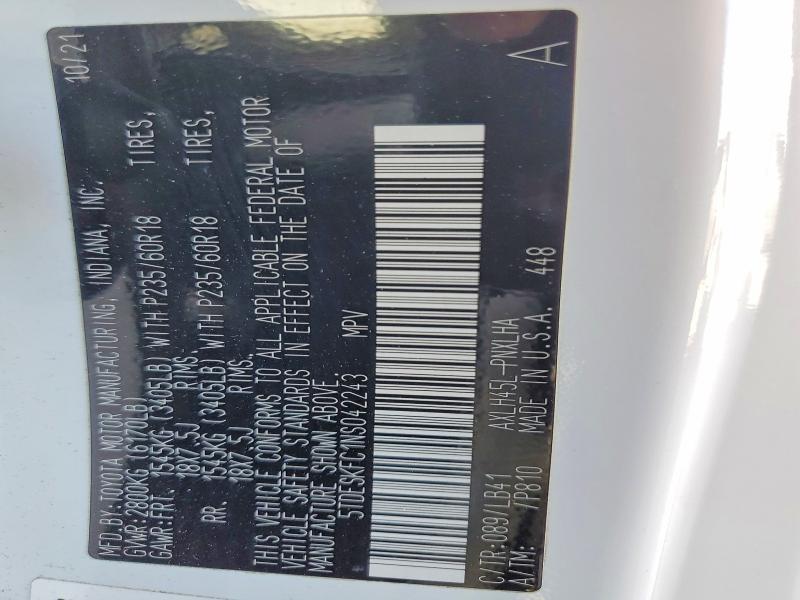 MFD.BY:TOYOTA MOTOR MANUFACTURING, INDIANA, INC. 10/21
GVWR:2800KG (6170LB)
GAWR:FRT. 1545KG (3405LB) WITH P235/60R18 TIRES,
18X7.5J RIMS.
RR. 1545KG (3405LB) WITH P235/60R18 TIRES,
18X7.5J RIMS.
THIS VEHICLE CONFORMS TO ALL APPLICABLE FEDERAL MOTOR
VEHICLE SAFETY STANDARDS IN EFFECT ON THE DATE OF
MANUFACTURE SHOWN ABOVE.
5TDESKFC1NS042243 MPV
C/TR:089/LB41 AXLH45L-PNXLHA 448
A/TM: /P810 MADE IN U.S.A. A